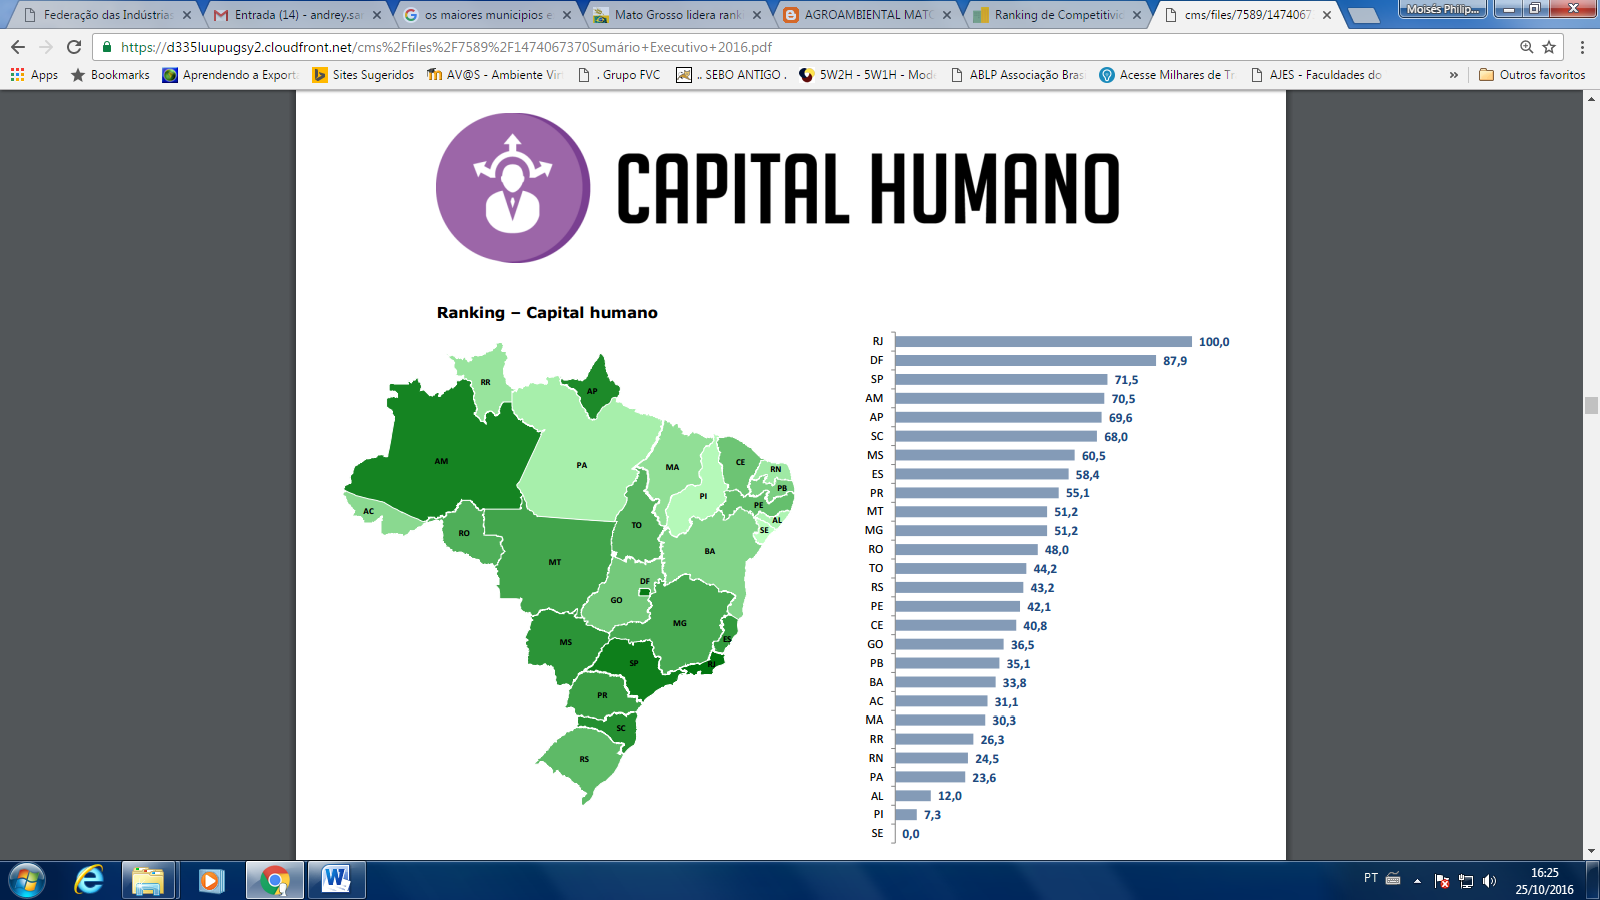 Federação das Indústrias
Entrada (14) - andrey.sa
os maiores municipios e
Mato Grosso lidera rank
AGROAMBIENTAL MAT
Ranking de Competitivi
cms/files/7589/1474067
Moisés Philip...
https://d335luupugsy2.cloudfront.net/cms%2Ffiles%2F7589%2F1474067370Sumário+Executivo+2016.pdf
Apps
Bookmarks
Aprendendo a Export
Sites Sugeridos
AV@S - Ambiente Vir
. Grupo FVC
.. SEBO ANTIGO .
5W2H - 5W1H - Mod
ABLP Associação Bras
Acesse Milhares de Tr
AJES - Faculdades do
»
Outros favoritos
CAPITAL HUMANO
Ranking – Capital humano
RR
AP
AM
PA
MA
CE
RN
PB
PI
PE
AL
SE
AC
RO
TO
BA
MT
DF
GO
MG
MS
ES
SP
RJ
PR
SC
RS
RJ 100,0
DF 87,9
SP 71,5
AM 70,5
AP 69,6
SC 68,0
MS 60,5
ES 58,4
PR 55,1
MT 51,2
MG 51,2
RO 48,0
TO 44,2
RS 43,2
PE 42,1
CE 40,8
GO 36,5
PB 35,1
BA 33,8
AC 31,1
MA 30,3
RR 26,3
RN 24,5
PA 23,6
AL 12,0
PI 7,3
SE 0,0
PT
16:25
25/10/2016